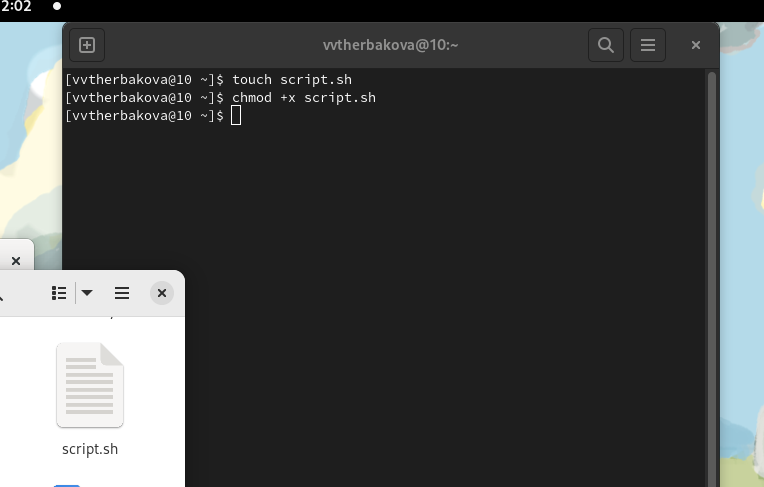 2:02
vvtherbakova@10:~
[vvtherbakova@10 ~]$ touch script.sh
[vvtherbakova@10 ~]$ chmod +x script.sh
[vvtherbakova@10 ~]$
script.sh